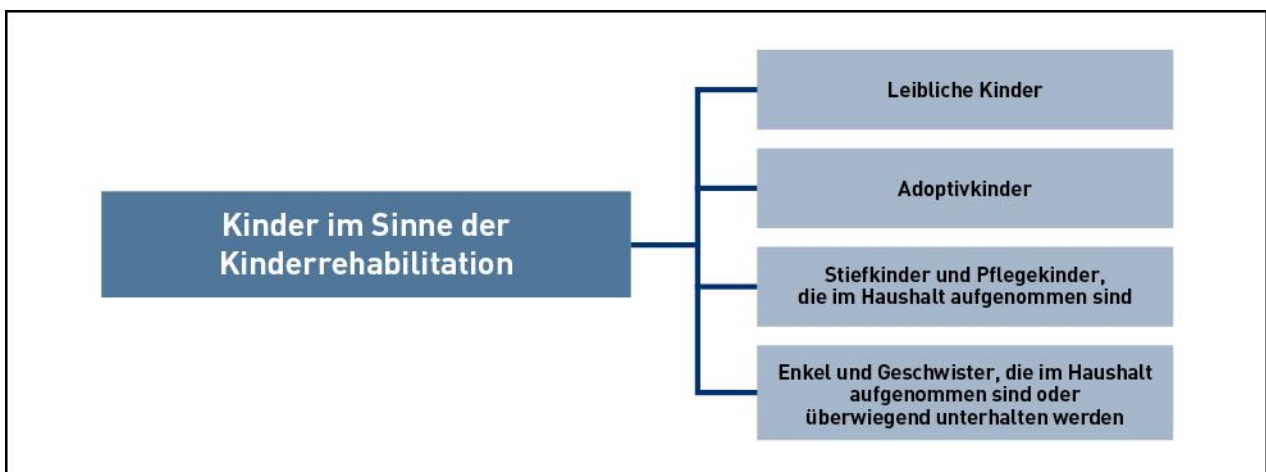 Kinder im Sinne der
Kinderrehabilitation
Leibliche Kinder
Adoptivkinder
Stiefkinder und Pflegekinder,
die im Haushalt aufgenommen sind
Enkel und Geschwister, die im Haushalt
aufgenommen sind oder
überwiegend unterhalten werden